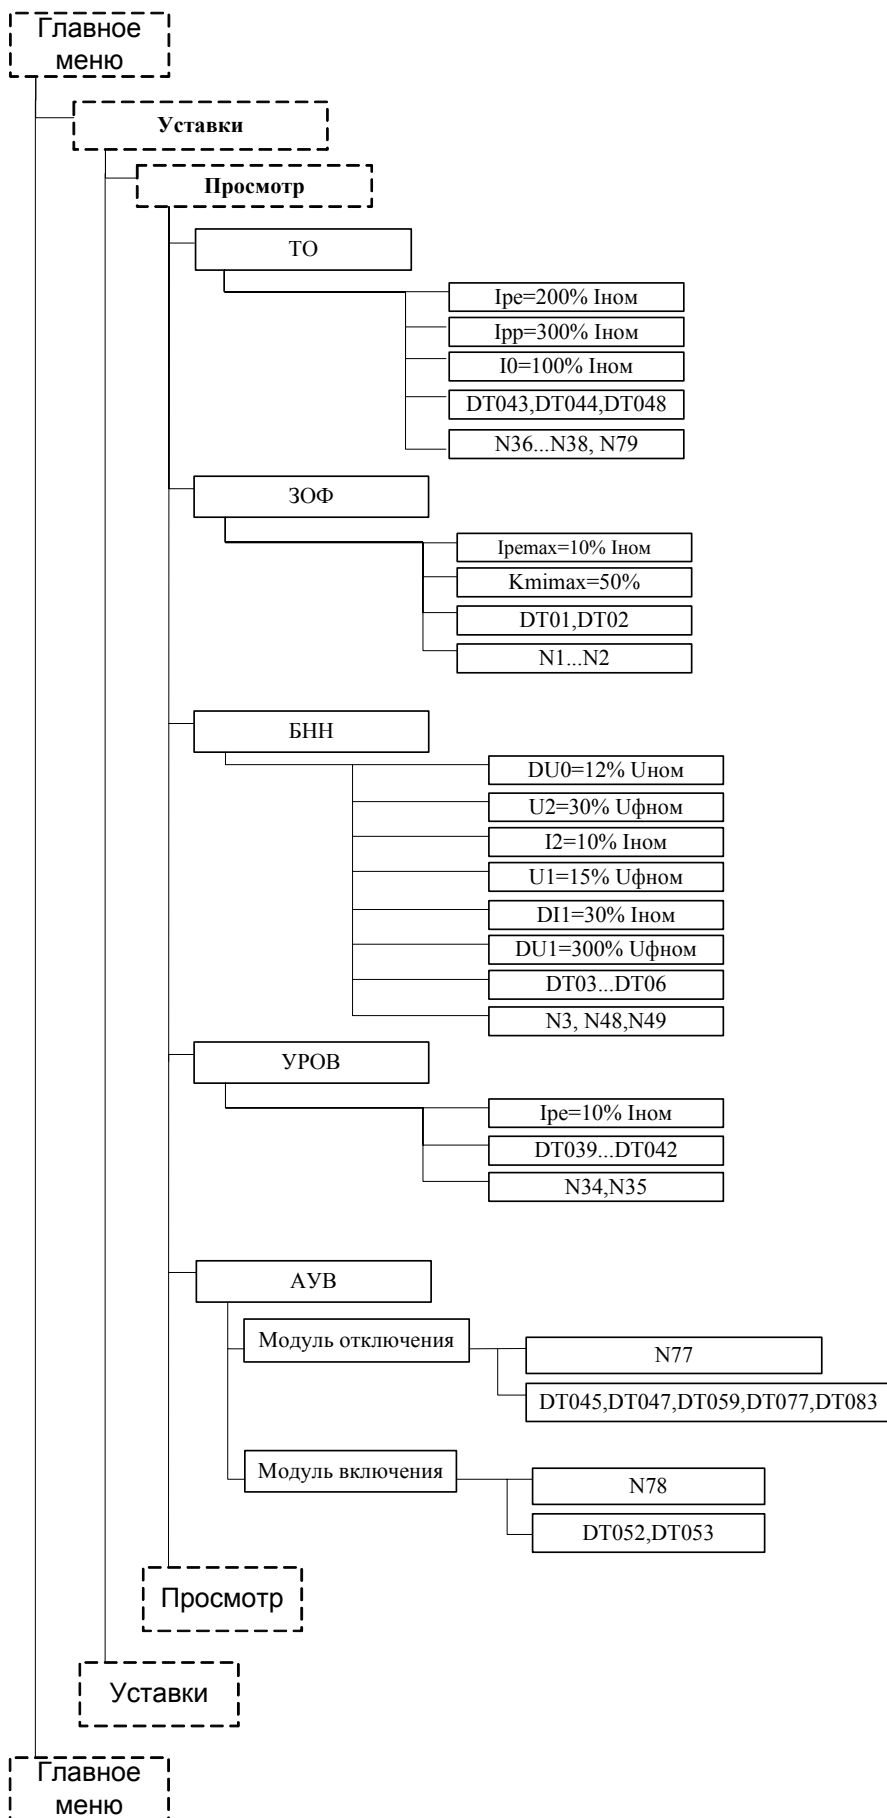 Главное
меню
Уставки
Просмотр
ТО
Ipe=200% Iном
Ipp=300% Iном
I0=100% Iном
DT043,DT044,DT048
N36...N38, N79
ЗОФ
Ipemax=10% Iном
Kmimax=50%
DT01,DT02
N1...N2
БНН
DU0=12% Uном
U2=30% Uфном
I2=10% Iном
U1=15% Uфном
DI1=30% Iном
DU1=300% Uфном
DT03...DT06
N3, N48,N49
УРОВ
Ipe=10% Iном
DT039...DT042
N34,N35
АУВ
Модуль отключения
N77
DT045,DT047,DT059,DT077,DT083
Модуль включения
N78
DT052,DT053
Просмотр
Уставки
Главное
меню